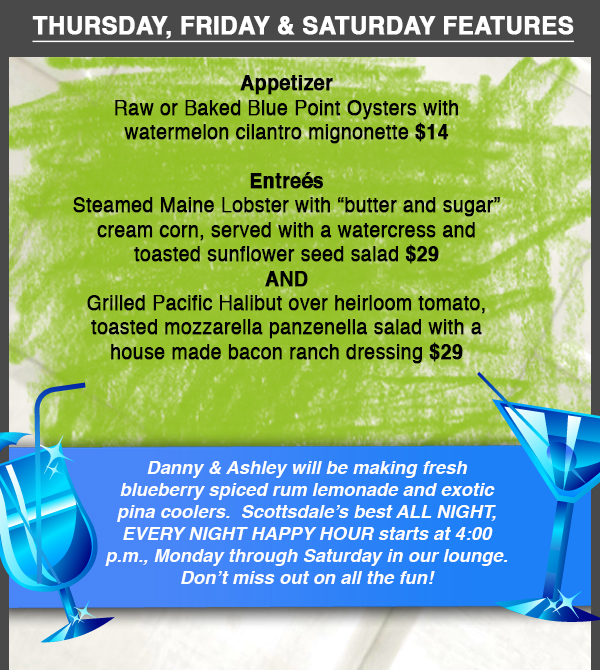 THURSDAY, FRIDAY & SATURDAY FEATURES
Appetizer
Raw or Baked Blue Point Oysters with
watermelon cilantro mignonette $14
Entreés
Steamed Maine Lobster with “butter and sugar”
cream corn, served with a watercress and
toasted sunflower seed salad $29
AND
Grilled Pacific Halibut over heirloom tomato,
toasted mozzarella panzenella salad with a
house made bacon ranch dressing $29
Danny & Ashley will be making fresh
blueberry spiced rum lemonade and exotic
pina coolers.  Scottsdale’s best ALL NIGHT,
EVERY NIGHT HAPPY HOUR starts at 4:00
p.m., Monday through Saturday in our lounge.
Don’t miss out on all the fun!